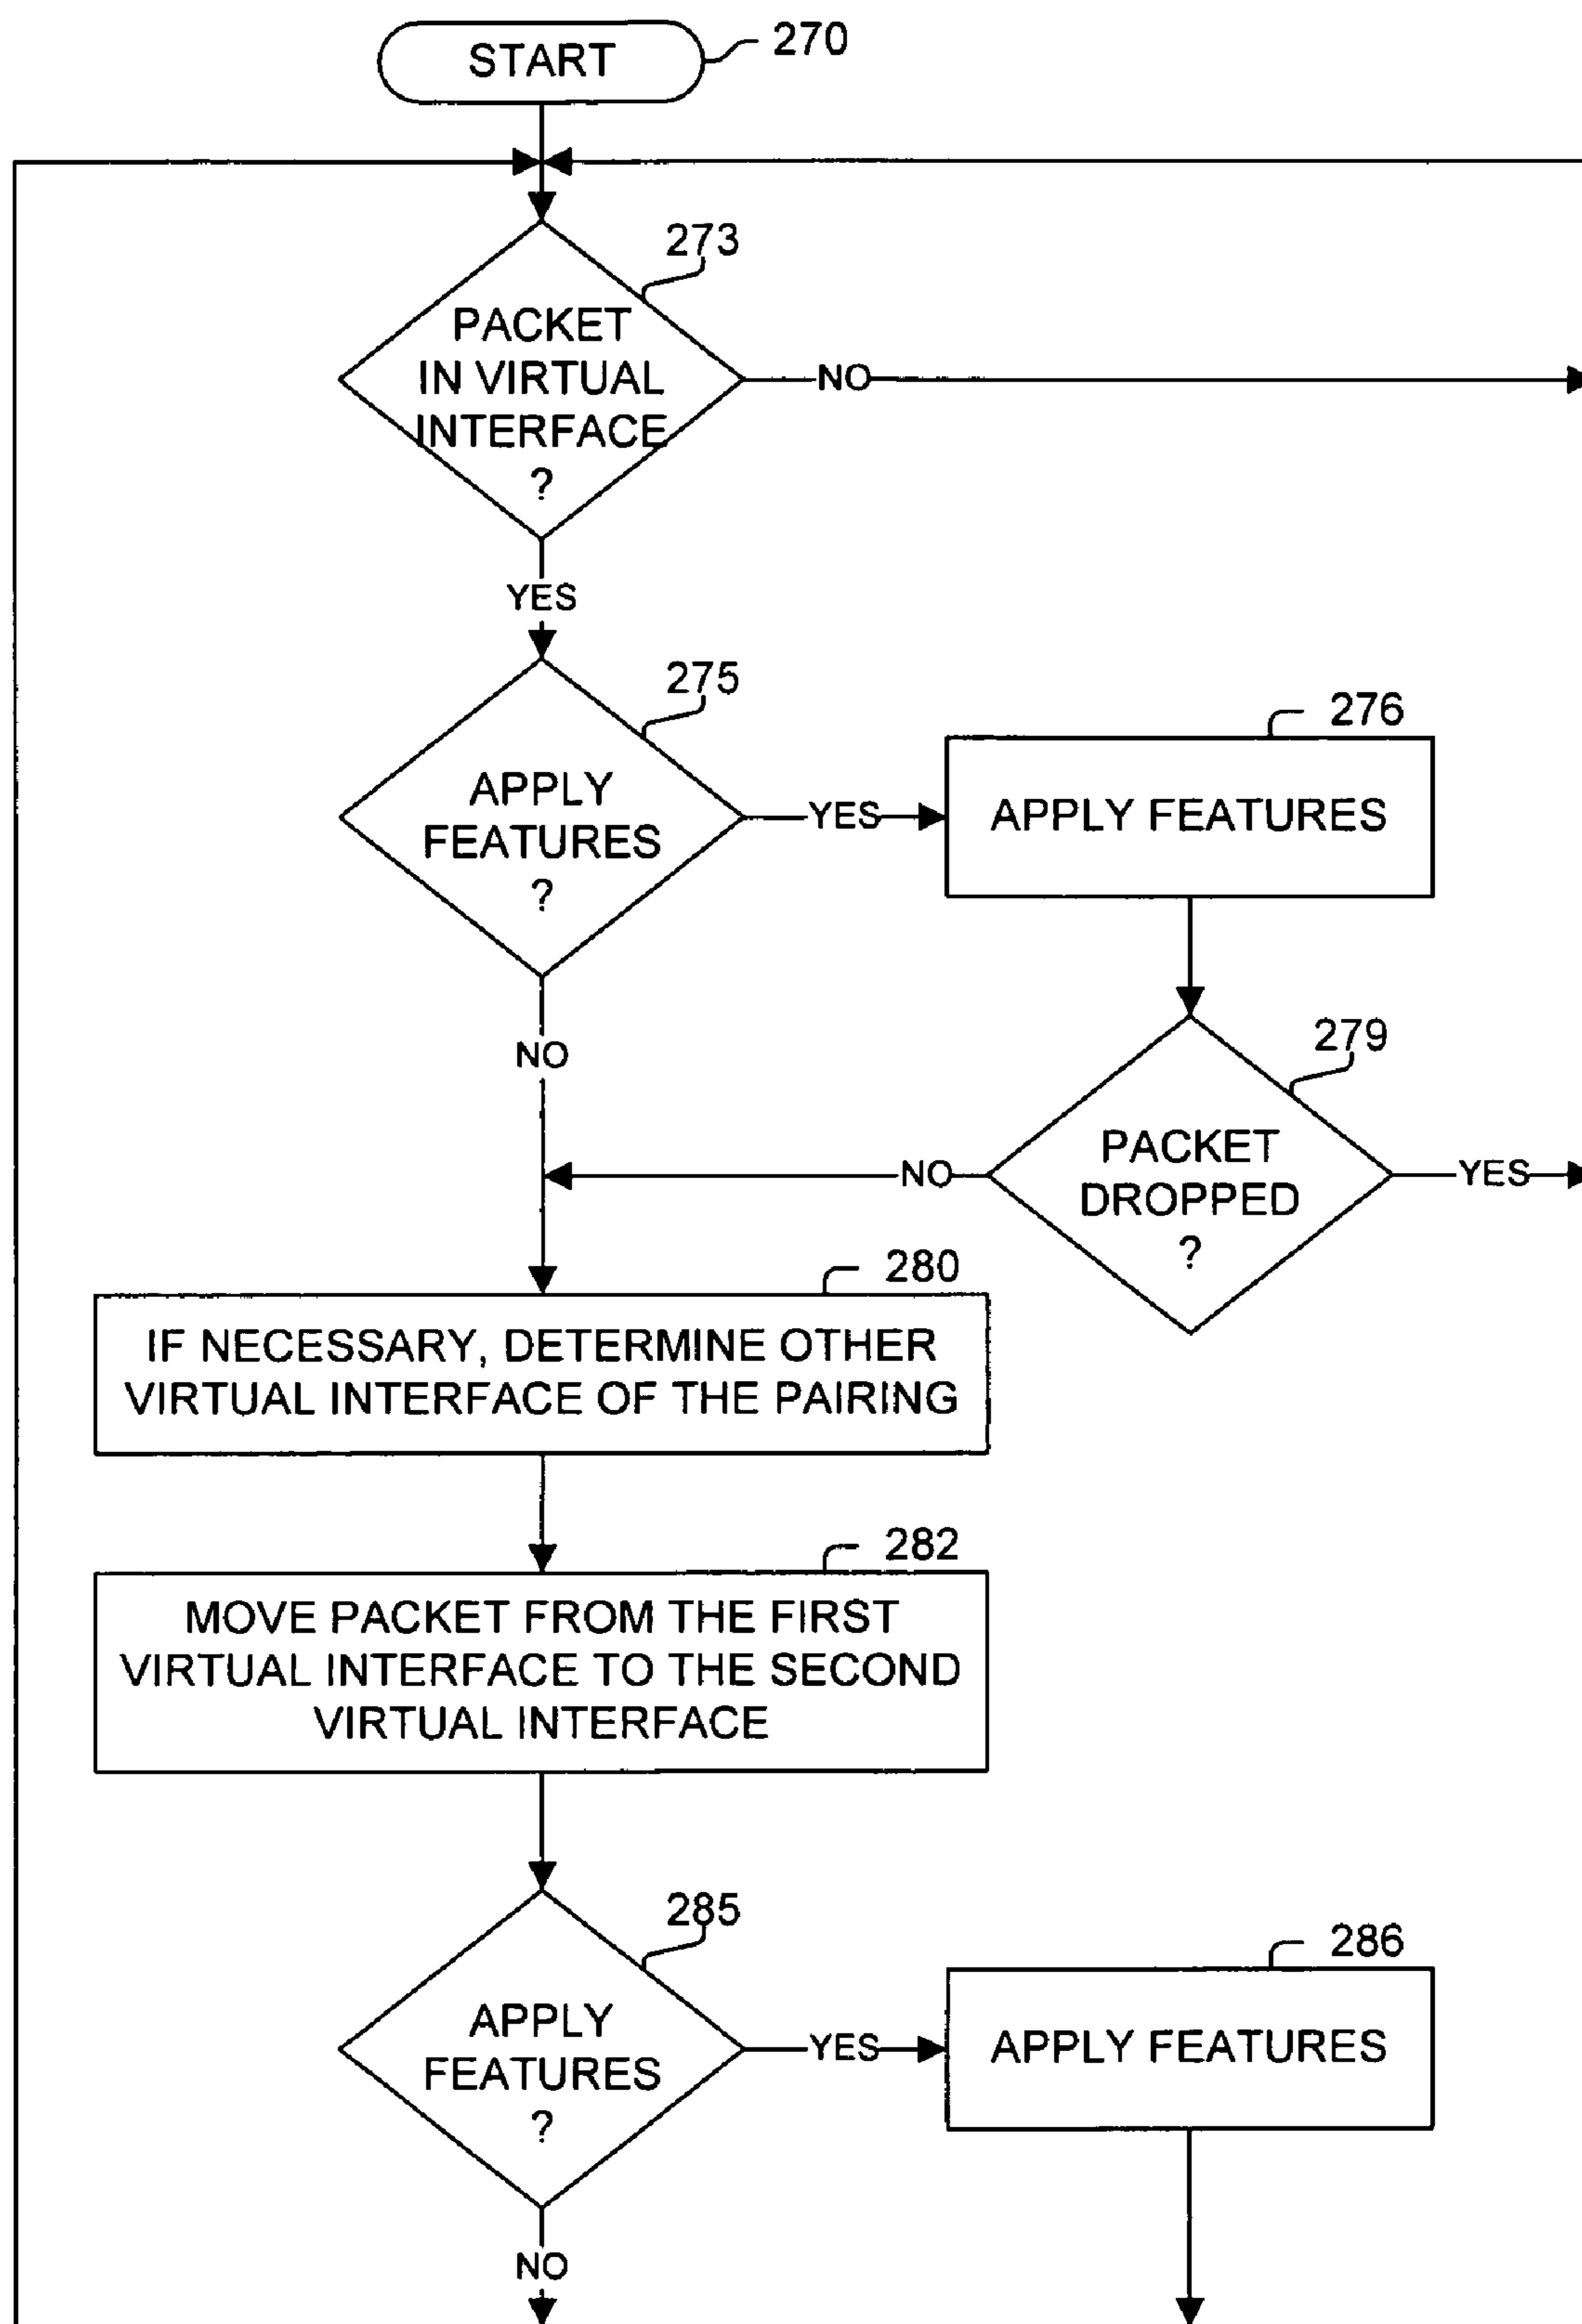 START
270
273
PACKET
IN VIRTUAL
INTERFACE
?
NO
YES
275
APPLY
FEATURES
?
YES
276
APPLY FEATURES
NO
279
PACKET
DROPPED
?
NO
YES
280
IF NECESSARY, DETERMINE OTHER
VIRTUAL INTERFACE OF THE PAIRING
282
MOVE PACKET FROM THE FIRST
VIRTUAL INTERFACE TO THE SECOND
VIRTUAL INTERFACE
285
APPLY
FEATURES
?
YES
286
APPLY FEATURES
NO